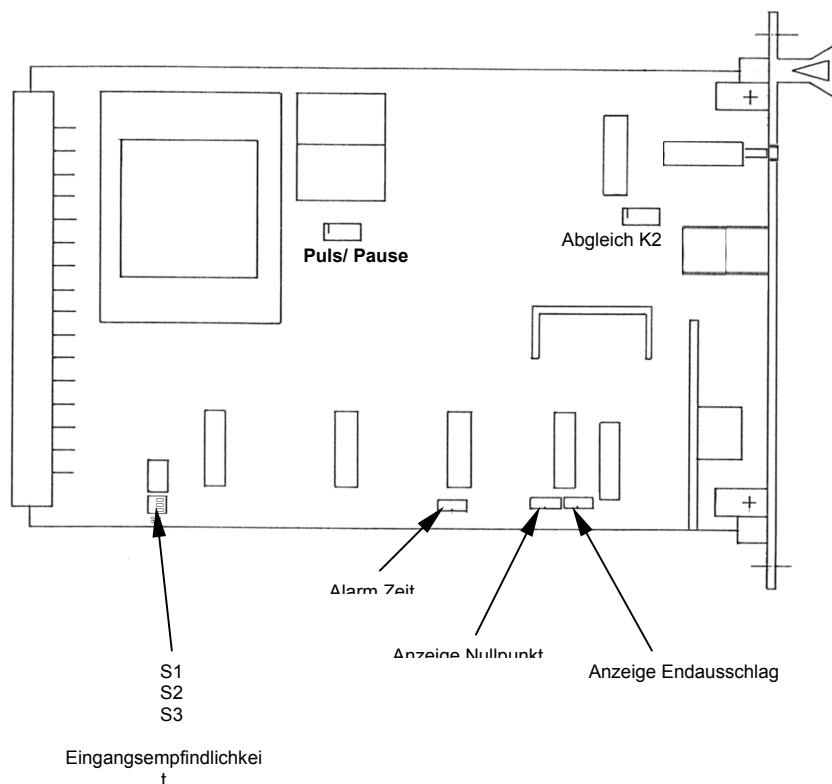 Puls/ Pause
Abgleich K2
Alarm Zeit
Anzeige Nullpunkt
Anzeige Endausschlag
S1
S2
S3
Eingangsempfindlichkei
t